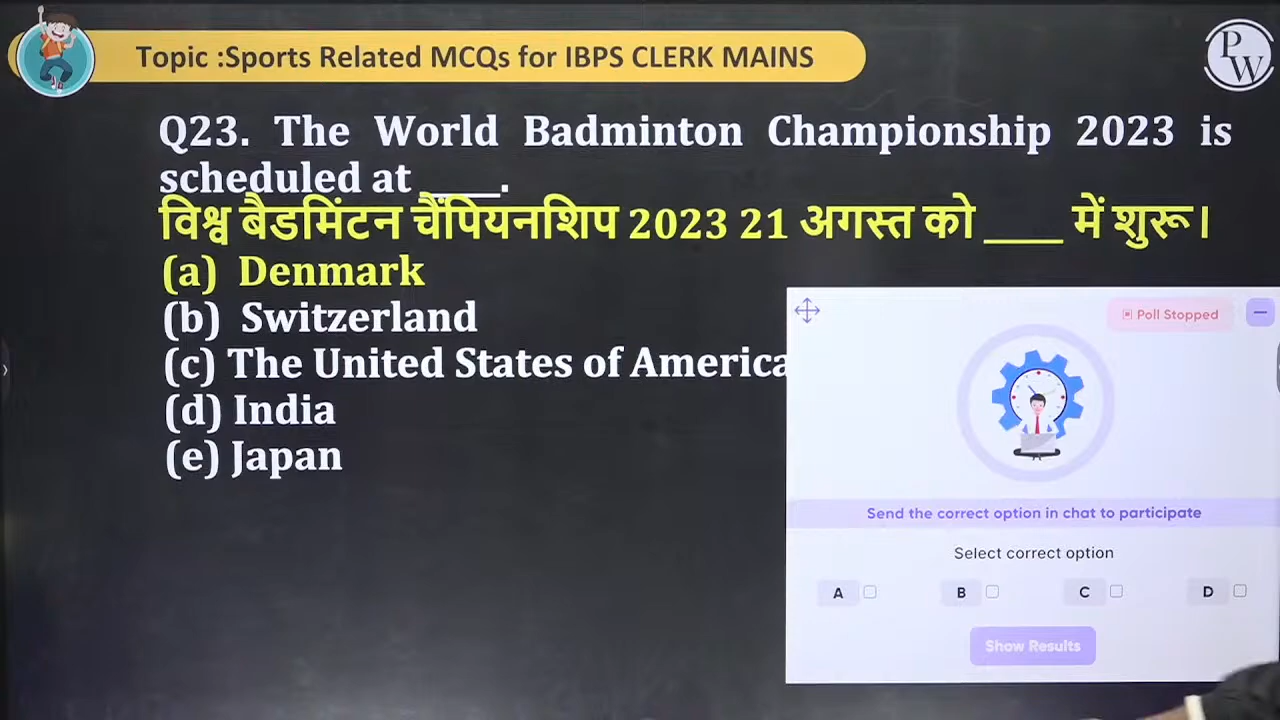 Topic :Sports Related MCQs for IBPS CLERK MAINS
PW
Q23. The World Badminton Championship 2023 is
scheduled at ____.
विश्व बैडमिंटन चैंपियनशिप 2023 21 अगस्त को ____ में शुरू।
(a) Denmark
(b) Switzerland
(c) The United States of America
(d) India
(e) Japan
Poll Stopped
Send the correct option in chat to participate
Select correct option
A B C D
Show Results